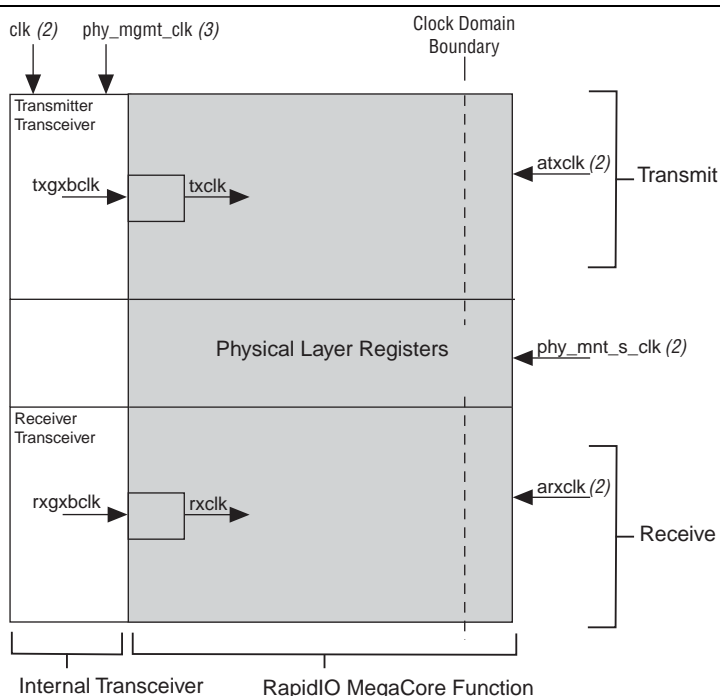 clk (2)
phy_mgmt_clk (3)
Clock Domain
Boundary
Transmitter
Transceiver
txgxbclk
txclk
atxclk (2)
Transmit
Physical Layer Registers
phy_mnt_s_clk (2)
Receiver
Transceiver
rxgxbclk
rxclk
arxclk (2)
Receive
Internal Transceiver
RapidIO MegaCore Function